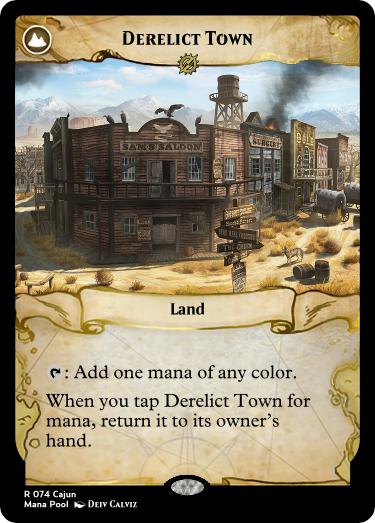 DERELICT TOWN
SAM'S SALOON
SURGERY
Land
: Add one mana of any color.
When you tap Derelict Town for
mana, return it to its owner's
hand.
R 074 Cajun
Mana Pool DEIV CALVIZ